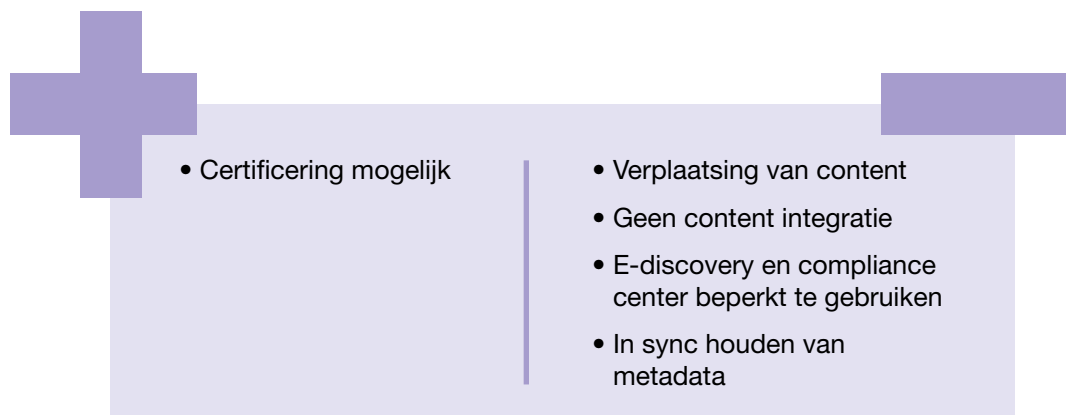 • Certificering mogelijk
• Verplaatsing van content
• Geen content integratie
• E-discovery en compliance
center beperkt te gebruiken
• In sync houden van
metadata